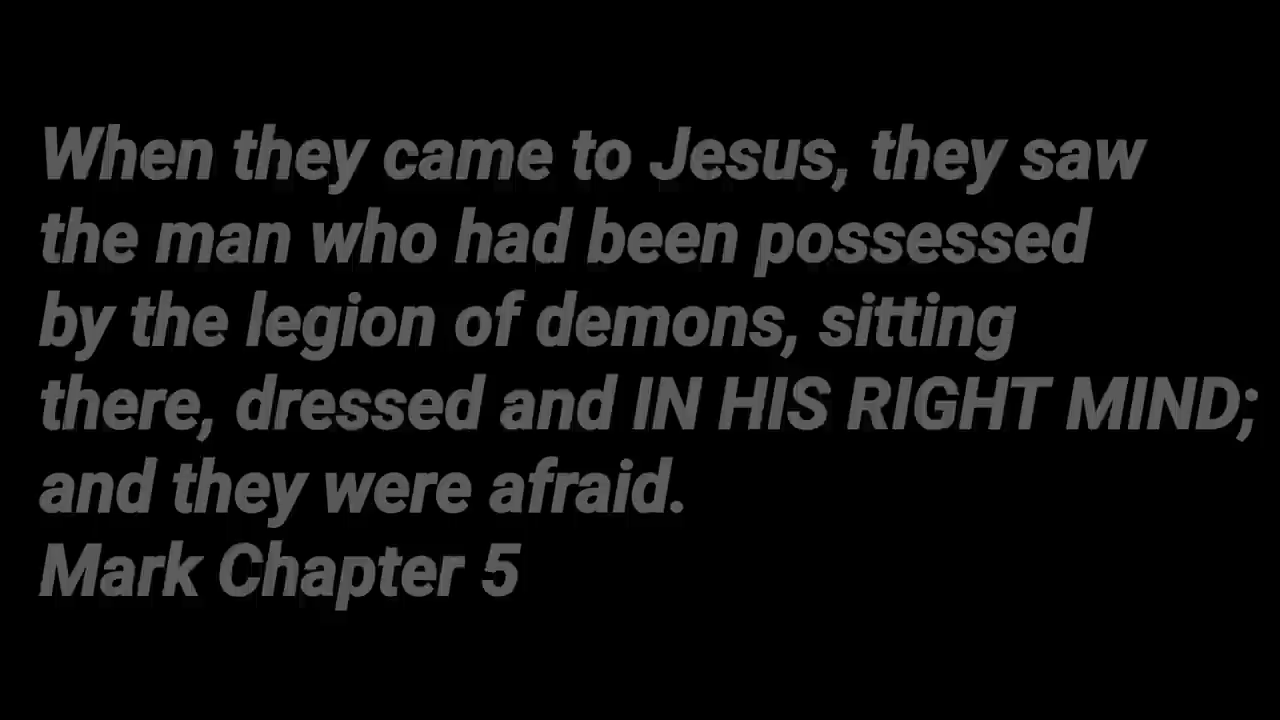 When they came to Jesus, they saw
the man who had been possessed
by the legion of demons, sitting
there, dressed and IN HIS RIGHT MIND;
and they were afraid.
Mark Chapter 5